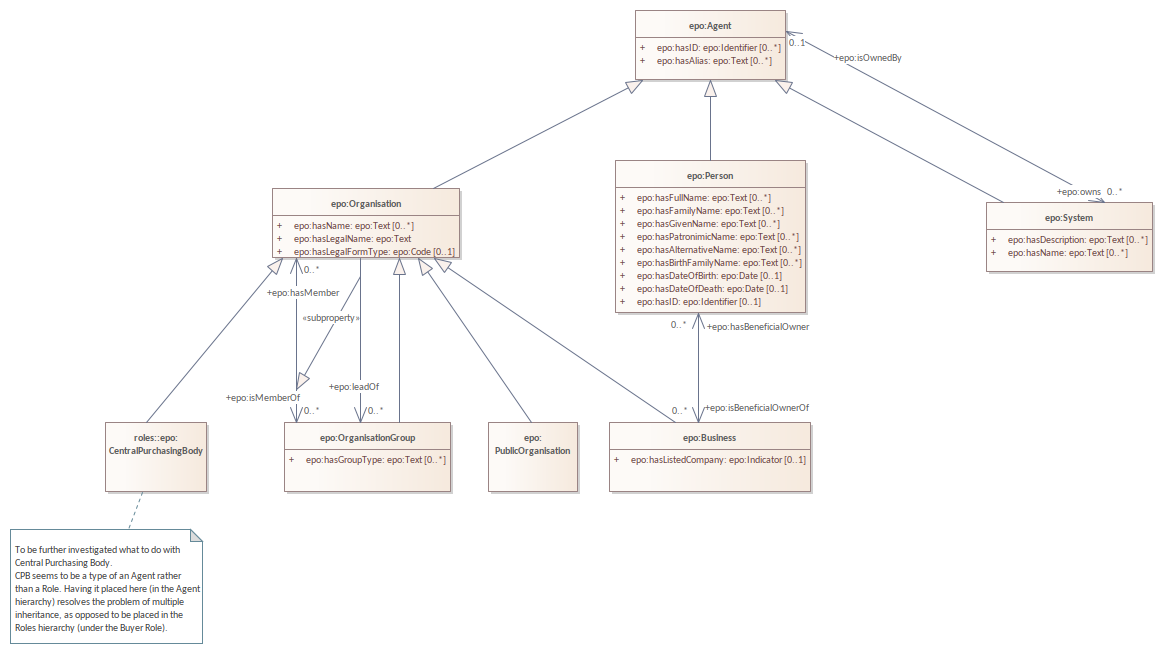 epo:Agent
+ epo:hasID: epo:Identifier [0..*]
+ epo:hasAlias: epo:Text [0..*]
0..1
+epo:isOwnedBy
+epo:owns 0..*
epo:Organisation
+ epo:hasName: epo:Text [0..*]
+ epo:hasLegalName: epo:Text
+ epo:hasLegalFormType: epo:Code [0..1]
epo:Person
+ epo:hasFullName: epo:Text [0..*]
+ epo:hasFamilyName: epo:Text [0..*]
+ epo:hasGivenName: epo:Text [0..*]
+ epo:hasPatronimicName: epo:Text [0..*]
+ epo:hasAlternativeName: epo:Text [0..*]
+ epo:hasBirthFamilyName: epo:Text [0..*]
+ epo:hasDateOfBirth: epo:Date [0..1]
+ epo:hasDateOfDeath: epo:Date [0..1]
+ epo:hasID: epo:Identifier [0..1]
epo:System
+ epo:hasDescription: epo:Text [0..*]
+ epo:hasName: epo:Text [0..*]
0..*
+epo:hasMember
«subproperty»
+epo:leadOf
+epo:isMemberOf
0..*
0..*
0..*
+epo:hasBeneficialOwner
0..*
+epo:isBeneficialOwnerOf
roles::epo:
CentralPurchasingBody
epo:OrganisationGroup
+ epo:hasGroupType: epo:Text [0..*]
epo:
PublicOrganisation
epo:Business
+ epo:hasListedCompany: epo:Indicator [0..1]
To be further investigated what to do with
Central Purchasing Body.
CPB seems to be a type of an Agent rather
than a Role. Having it placed here (in the Agent
hierarchy) resolves the problem of multiple
inheritance, as opposed to be placed in the
Roles hierarchy (under the Buyer Role).